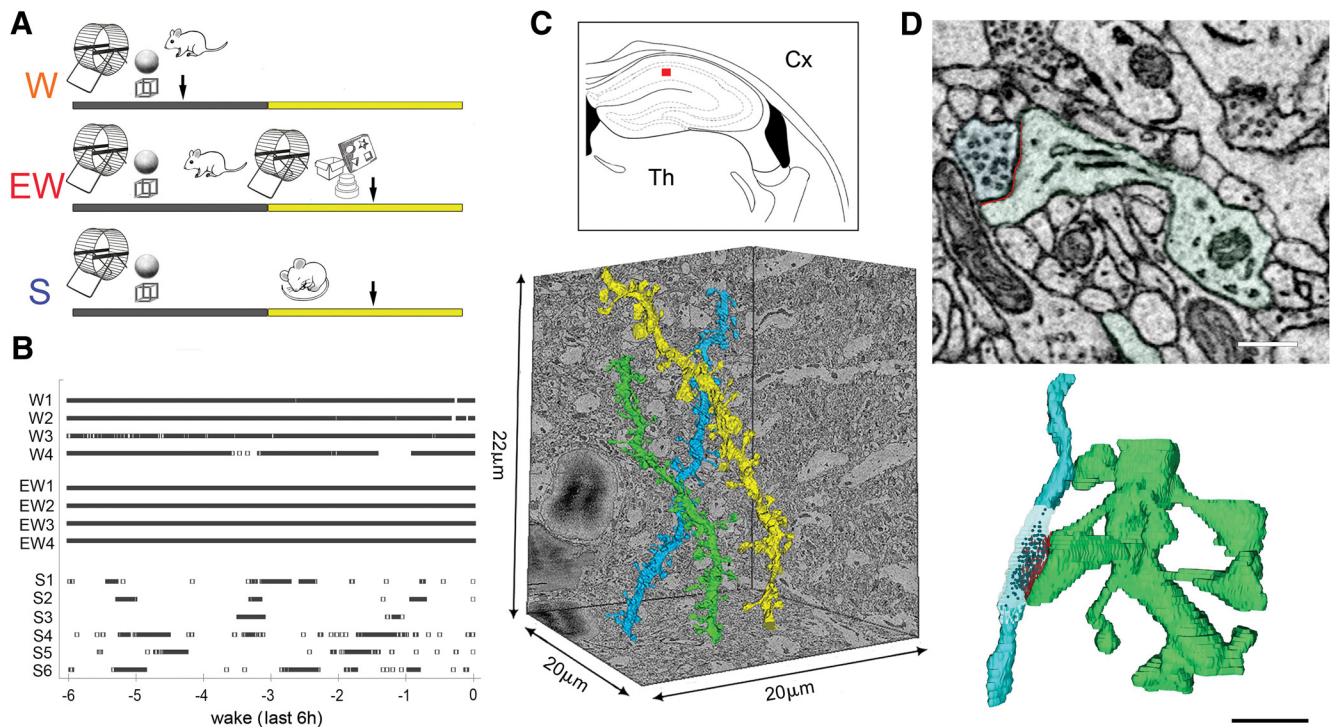 A
W
EW
S
B
W1
W2
W3
W4
EW1
EW2
EW3
EW4
S1
S2
S3
S4
S5
S6
-6 -5 -4 -3 -2 -1 0
wake (last 6h)
C
Cx
Th
22µm
20µm
20µm
D